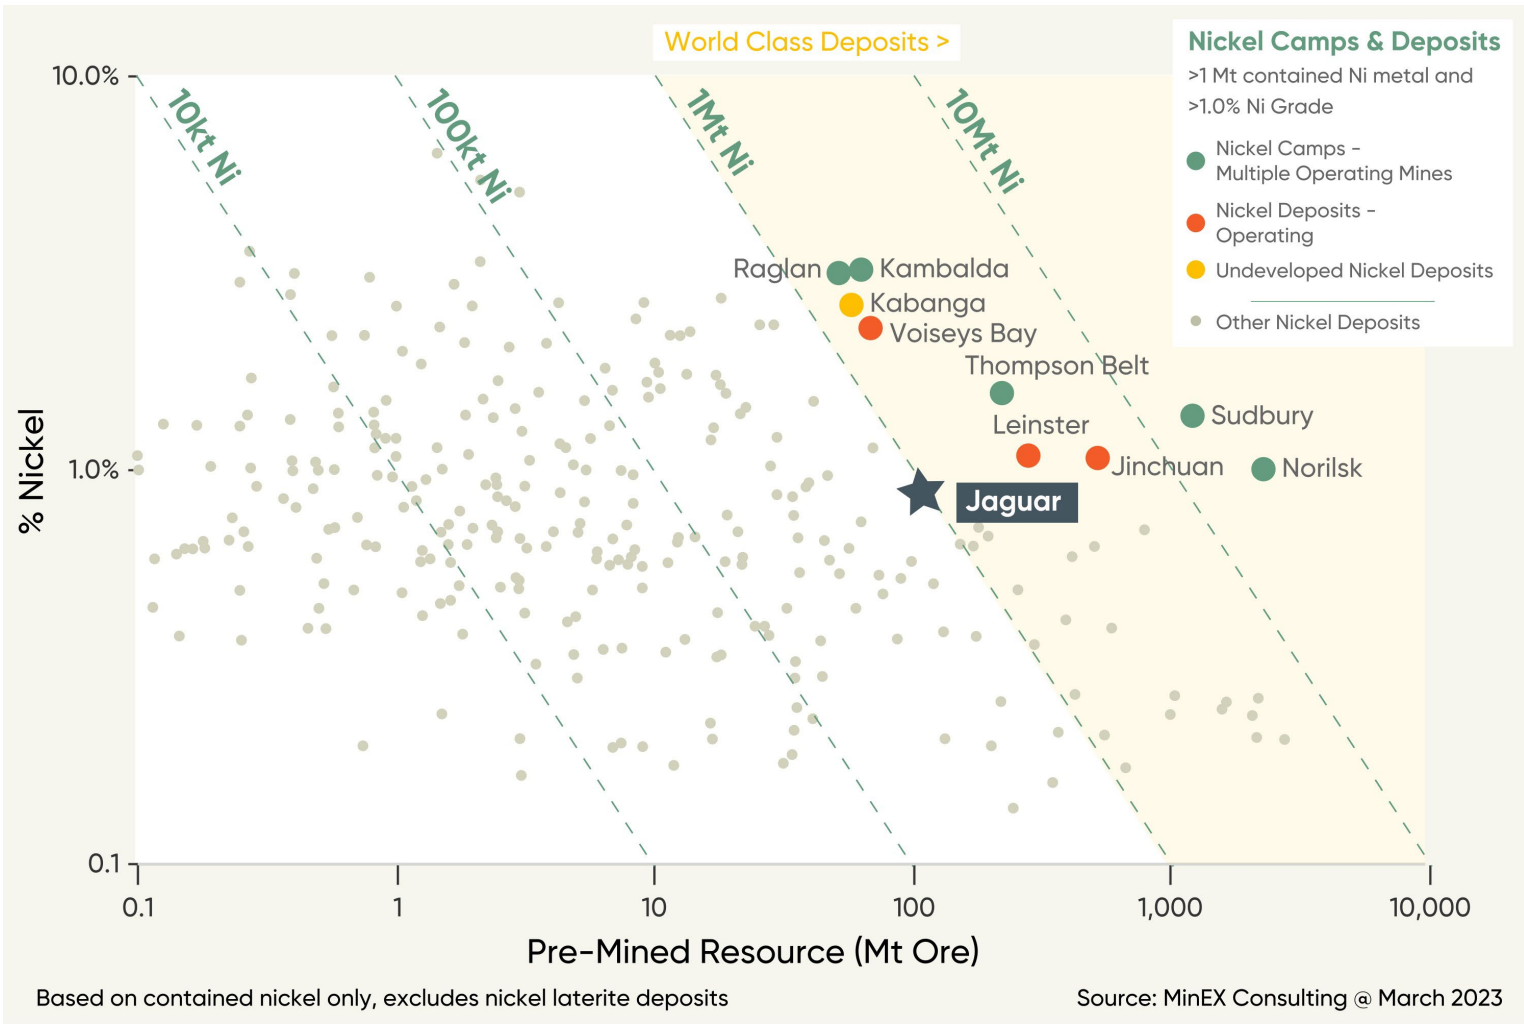 World Class Deposits >
Nickel Camps & Deposits
>1 Mt contained Ni metal and
>1.0% Ni Grade
Nickel Camps –
Multiple Operating Mines
Nickel Deposits –
Operating
Undeveloped Nickel Deposits
Other Nickel Deposits
10.0%
1.0%
0.1
% Nickel
10kt Ni
100kt Ni
1Mt Ni
10Mt Ni
Raglan
Kambalda
Kabanga
Voiseys Bay
Thompson Belt
Leinster
Sudbury
Jinchuan
Norilsk
Jaguar
0.1
1
10
100
1,000
10,000
Pre-Mined Resource (Mt Ore)
Based on contained nickel only, excludes nickel laterite deposits
Source: MinEX Consulting @ March 2023